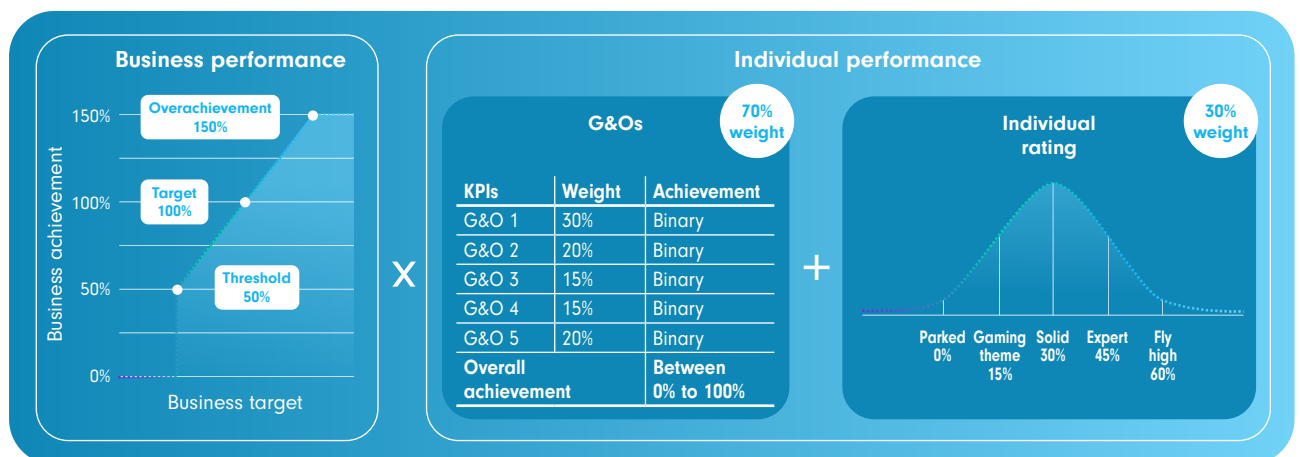 Business performance
Business achievement
150%
100%
50%
0%
Overachievement
150%
Target
100%
Threshold
50%
Business target
x
Individual performance
G&Os
70%
weight
KPIs Weight Achievement
G&O 1 30% Binary
G&O 2 20% Binary
G&O 3 15% Binary
G&O 4 15% Binary
G&O 5 20% Binary
Overall
achievement
Between
0% to 100%
+
Individual
rating
30%
weight
Parked
0%
Gaming
theme
15%
Solid
30%
Expert
45%
Fly
high
60%